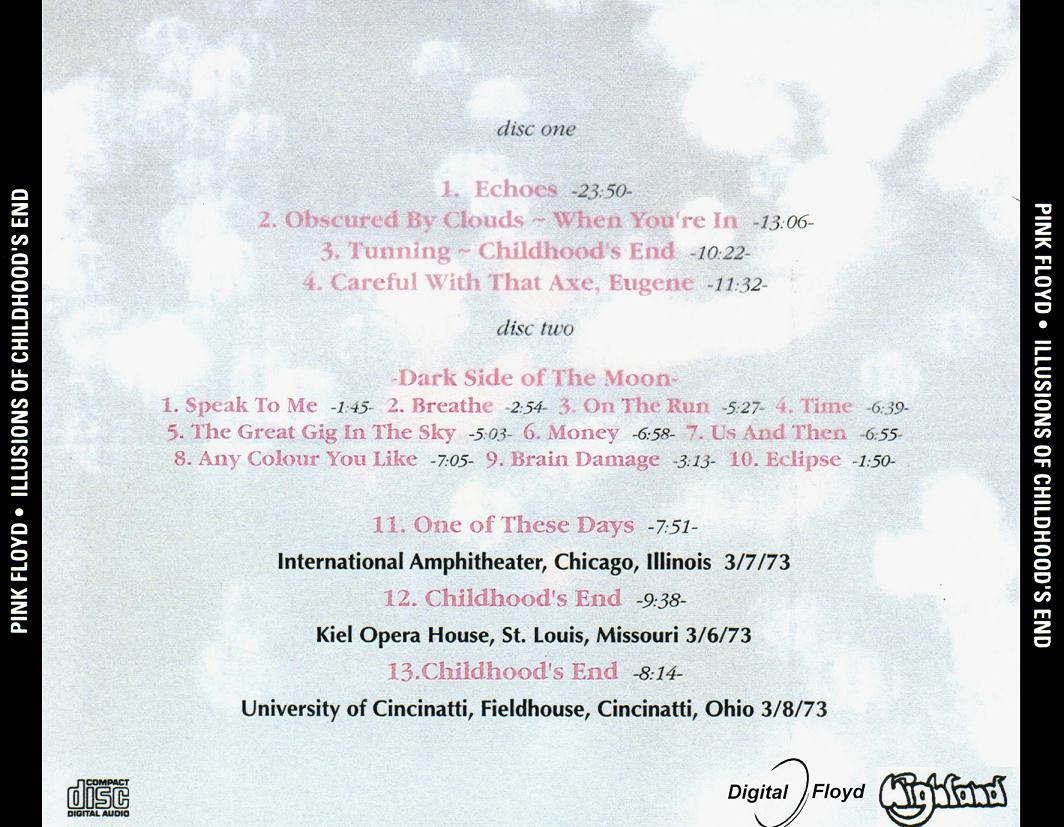 PINK FLOYD • ILLUSIONS OF CHILDHOOD'S END
disc one
1. Echoes -23:50-
2. Obscured By Clouds ~ When You're In -13:06-
3. Tunning ~ Childhood's End -10:22-
4. Careful With That Axe, Eugene -11:32-
disc two
-Dark Side of The Moon-
1. Speak To Me -1:45- 2. Breathe -2:54- 3. On The Run -5:27- 4. Time -6:39-
5. The Great Gig In The Sky -5:03- 6. Money -6:58- 7. Us And Then -6:55-
8. Any Colour You Like -7:05- 9. Brain Damage -3:13- 10. Eclipse -1:50-
11. One of These Days -7:51-
International Amphitheater, Chicago, Illinois 3/7/73
12. Childhood's End -9:38-
Kiel Opera House, St. Louis, Missouri 3/6/73
13.Childhood's End -8:14-
University of Cincinatti, Fieldhouse, Cincinatti, Ohio 3/8/73
COMPACT
disc
DIGITAL AUDIO
Digital Floyd
Highland
PINK FLOYD • ILLUSIONS OF CHILDHOOD'S END